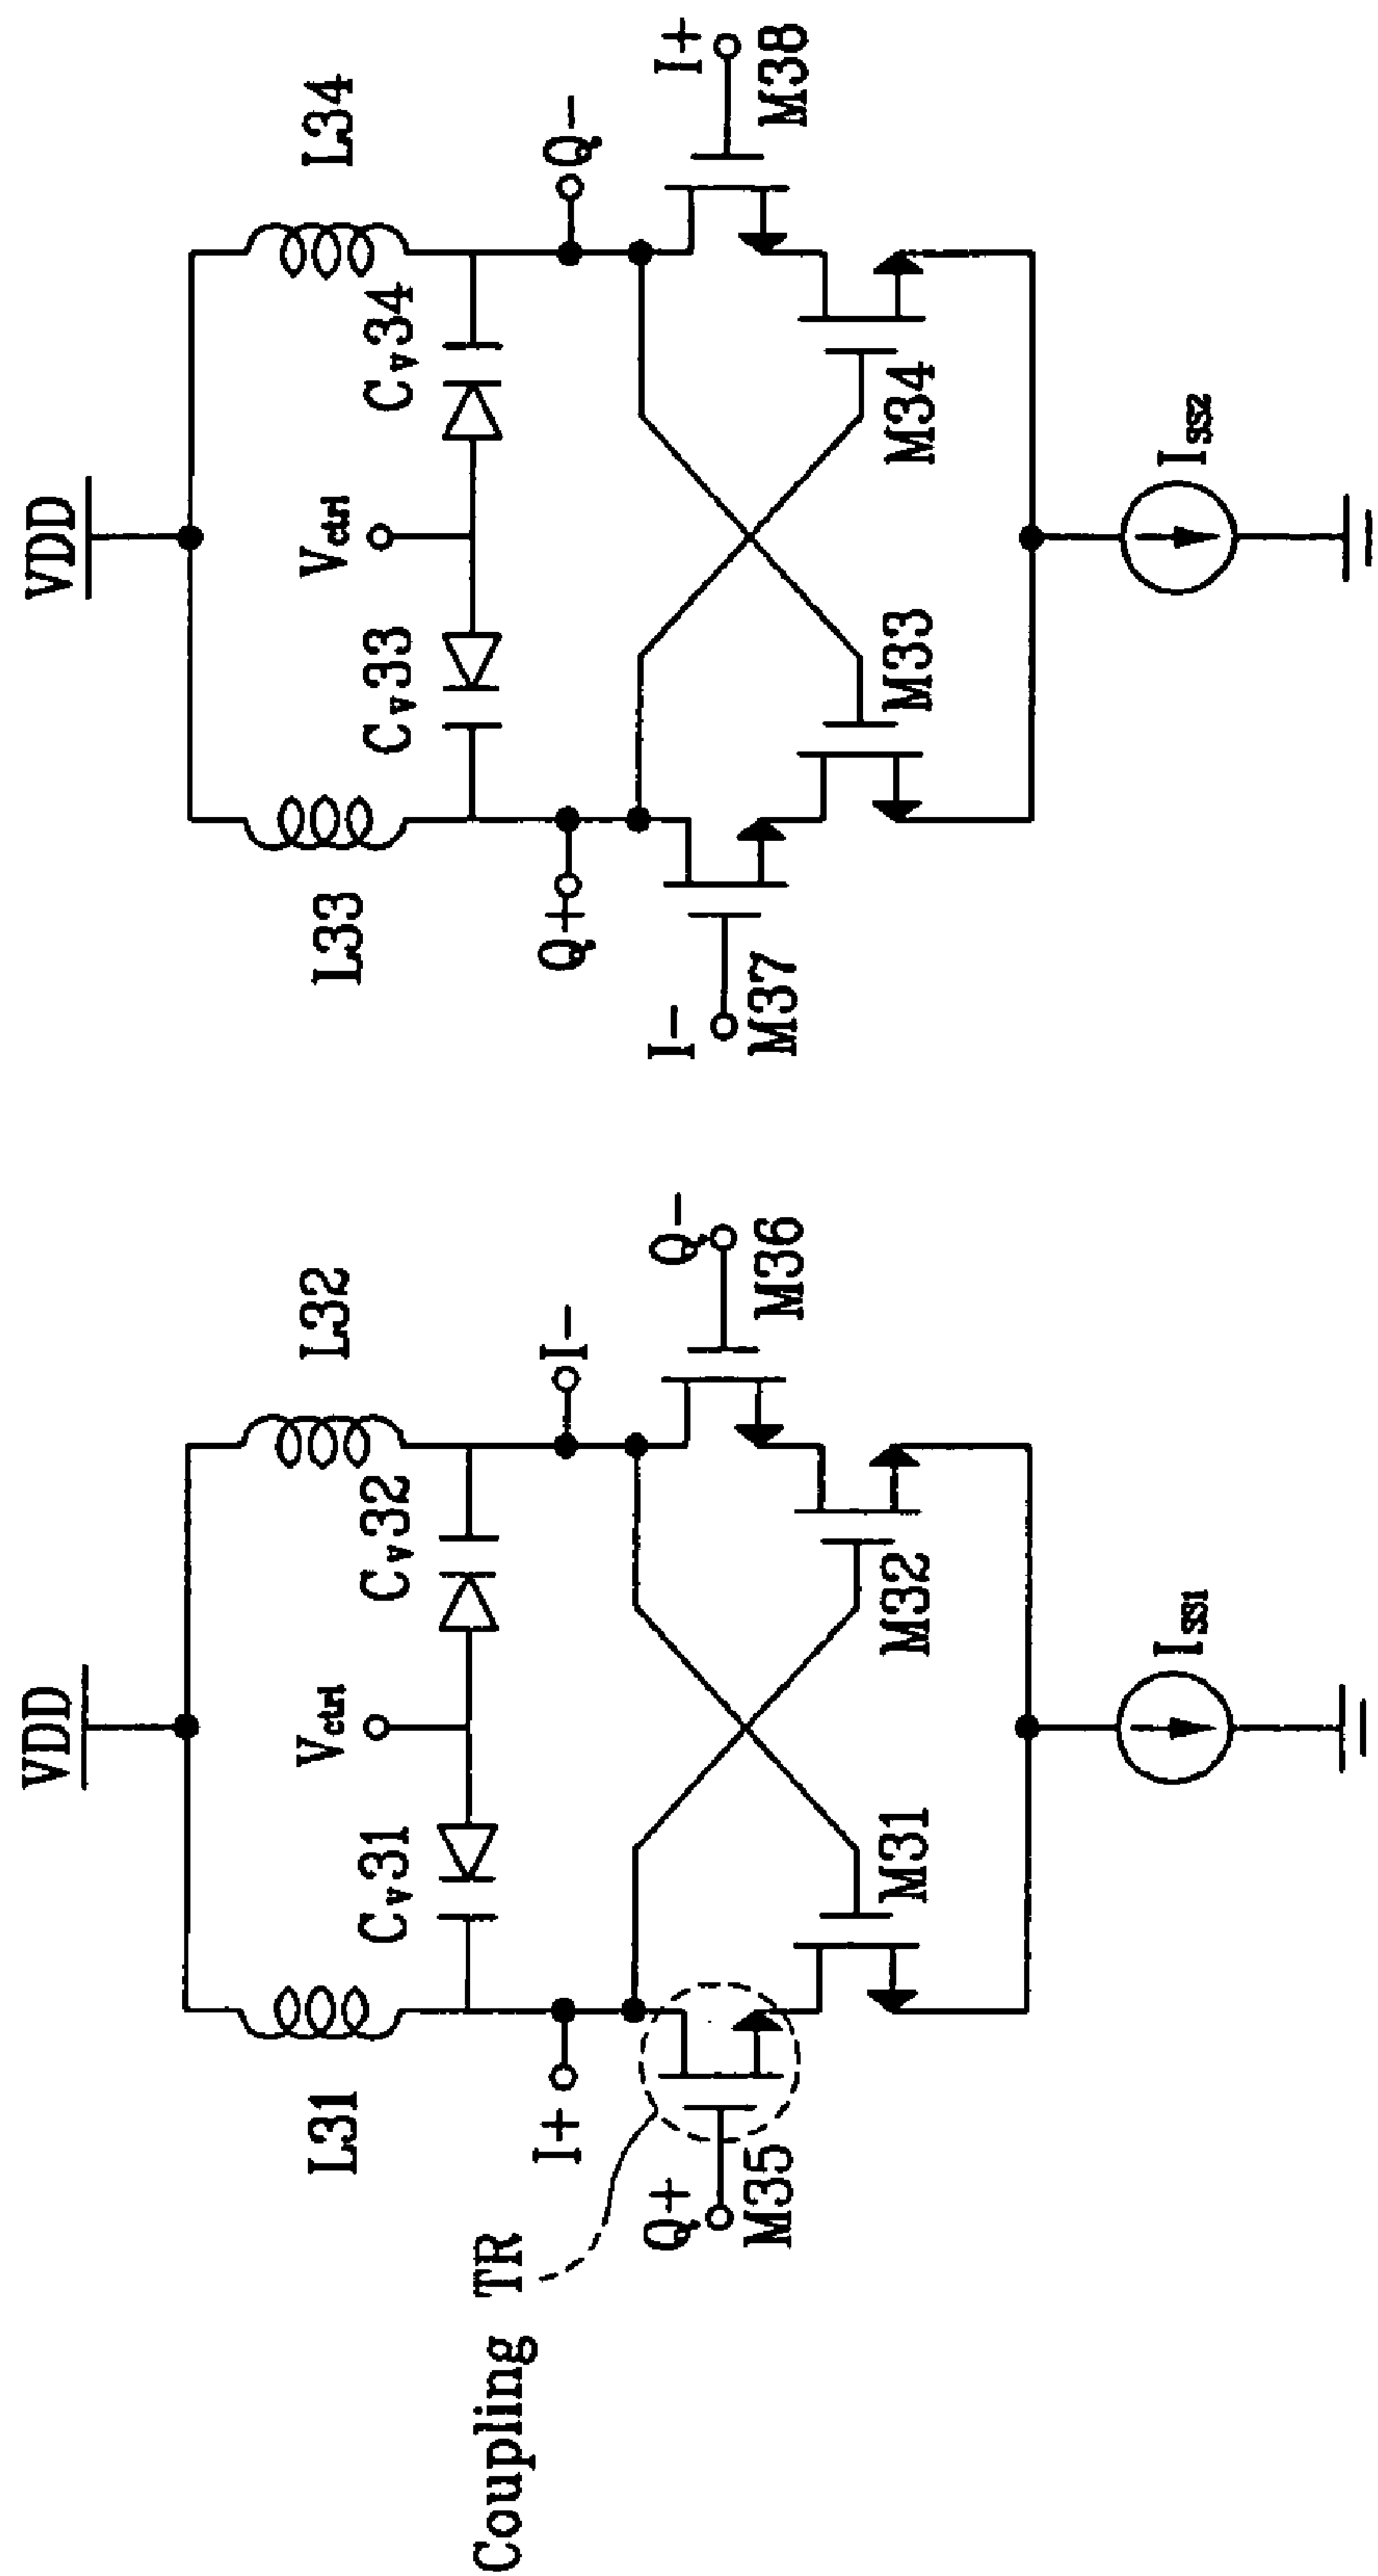 VDD
L31
L32
Cv31
Vctrl
Cv32
I+
I-
Coupling TR
Q+
M35
Q-
M36
M31
M32
ISS1
VDD
L33
L34
Cv33
Vctrl
Cv34
Q+
Q-
I-
M37
I+
M38
M33
M34
ISS2